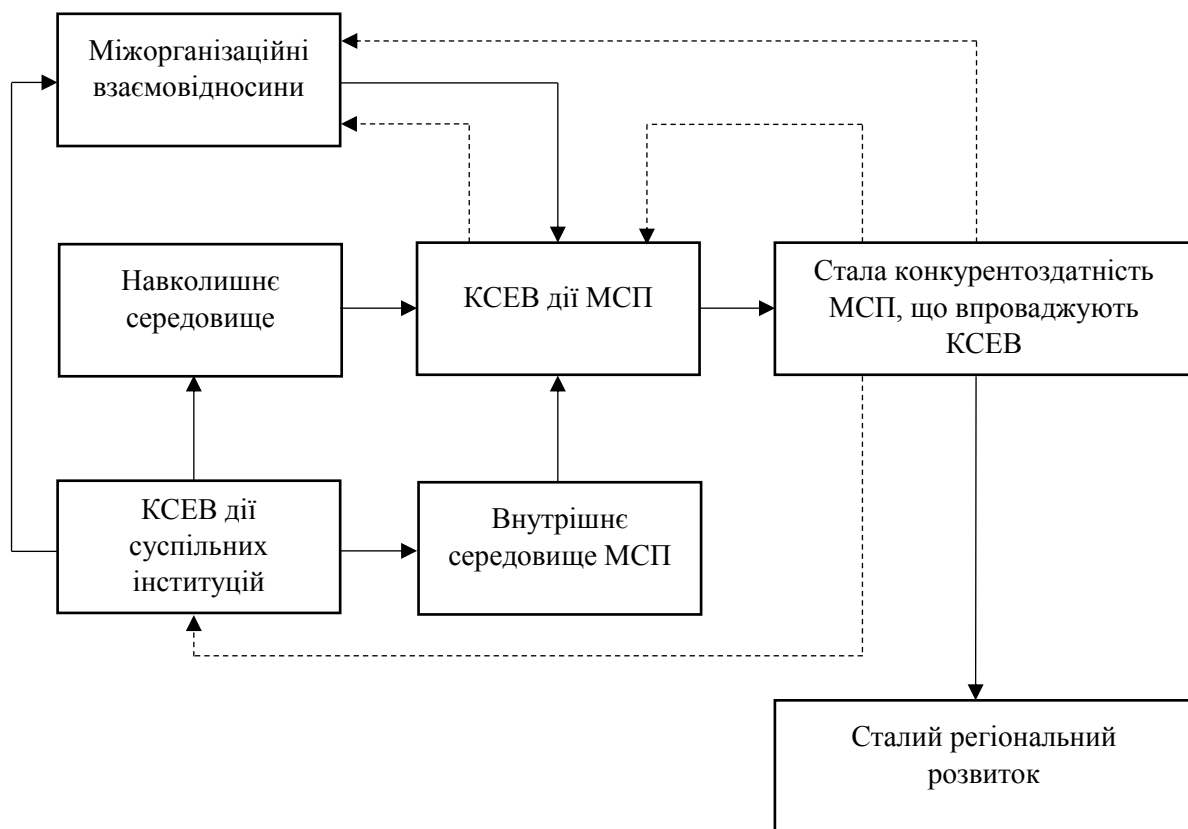 Міжорганізаційні
взаємовідносини
Навколишнє
середовище
КСЕВ дії МСП
Стала конкурентоздатність
МСП, що впроваджують
КСЕВ
КСЕВ дії
суспільних
інституцій
Внутрішнє
середовище МСП
Сталий регіональний
розвиток